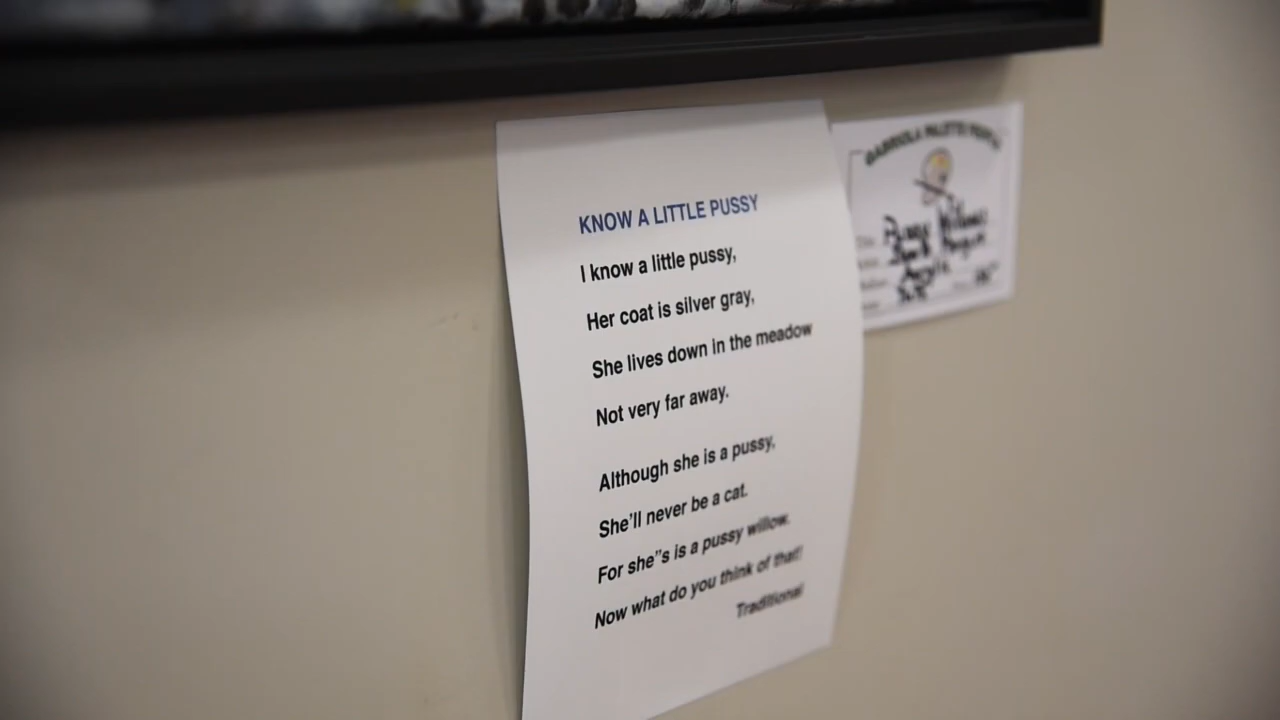 KNOW A LITTLE PUSSY
I know a little pussy,
Her coat is silver gray,
She lives down in the meadow
Not very far away.
Although she is a pussy,
She'll never be a cat.
For she"s is a pussy willow.
Now what do you think of that!
Traditional
GABRIOLA PALETTE
Pussy Willows